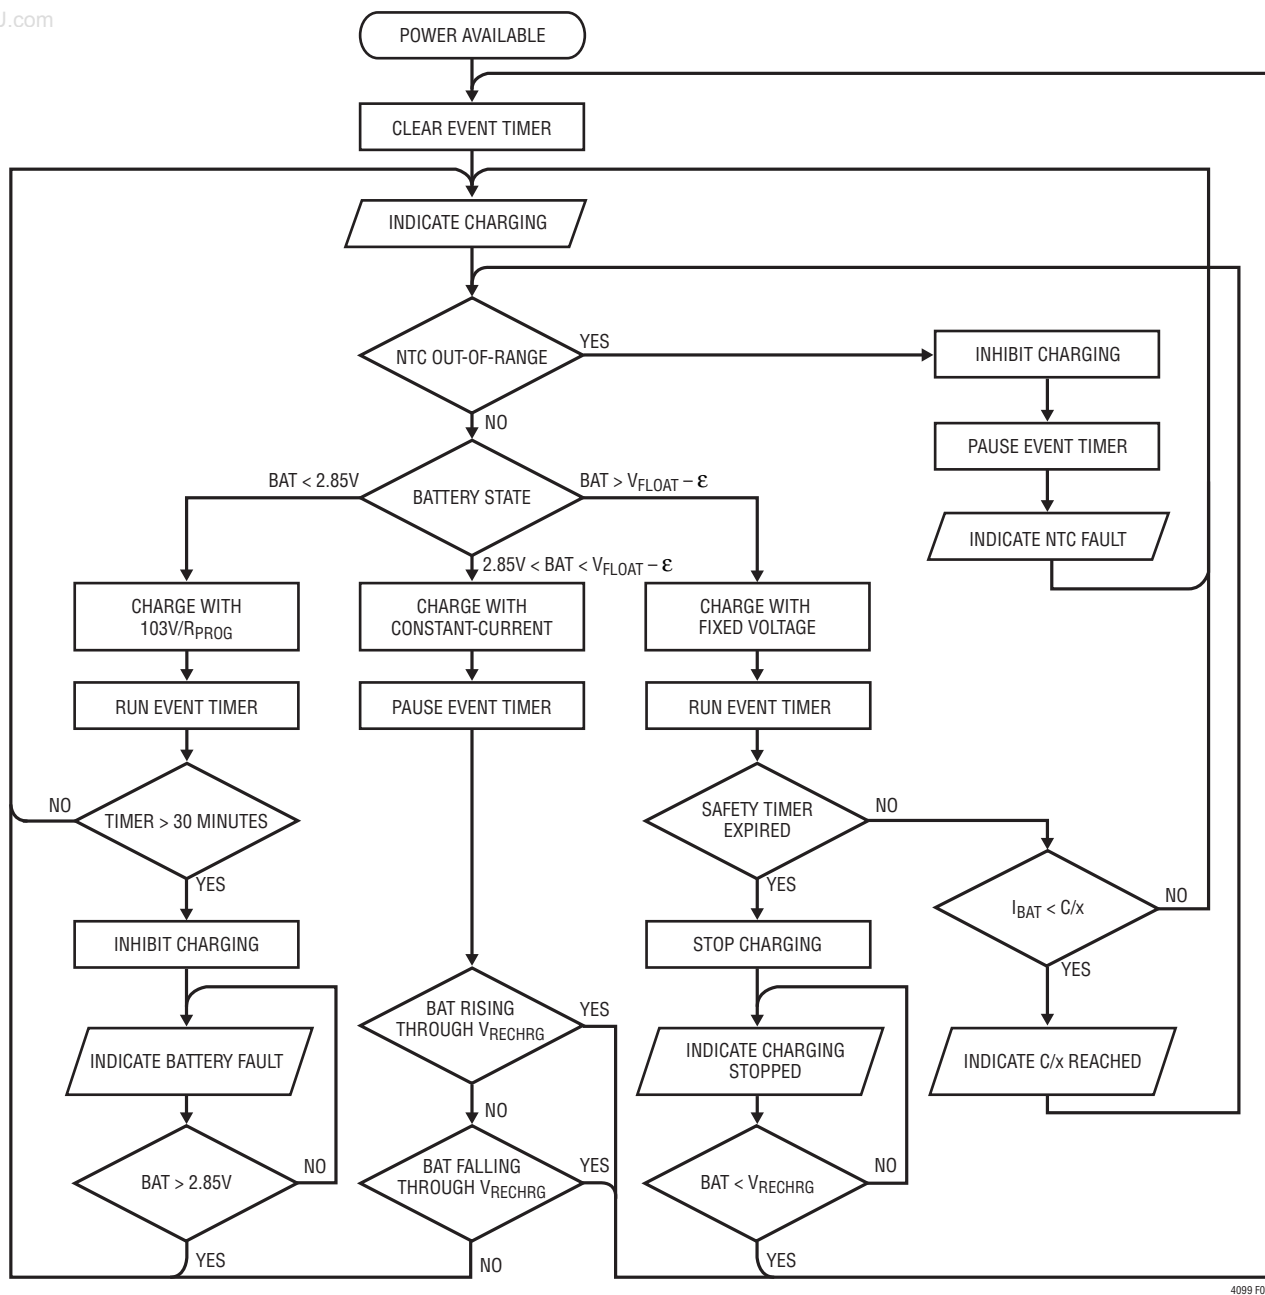 J.com
POWER AVAILABLE
CLEAR EVENT TIMER
INDICATE CHARGING
NTC OUT-OF-RANGE
YES
INHIBIT CHARGING
NO
PAUSE EVENT TIMER
BAT < 2.85V
BATTERY STATE
BAT > VFLOAT – ε
INDICATE NTC FAULT
2.85V < BAT < VFLOAT – ε
CHARGE WITH
103V/RPROG
CHARGE WITH
CONSTANT-CURRENT
CHARGE WITH
FIXED VOLTAGE
RUN EVENT TIMER
PAUSE EVENT TIMER
RUN EVENT TIMER
NO
TIMER > 30 MINUTES
SAFETY TIMER
EXPIRED
NO
YES
YES
IBAT < C/x
NO
INHIBIT CHARGING
STOP CHARGING
YES
BAT RISING
THROUGH VRECHRG
YES
INDICATE BATTERY FAULT
INDICATE CHARGING
STOPPED
INDICATE C/x REACHED
NO
BAT > 2.85V
NO
BAT FALLING
THROUGH VRECHRG
YES
BAT < VRECHRG
NO
YES
NO
YES
4099 F0